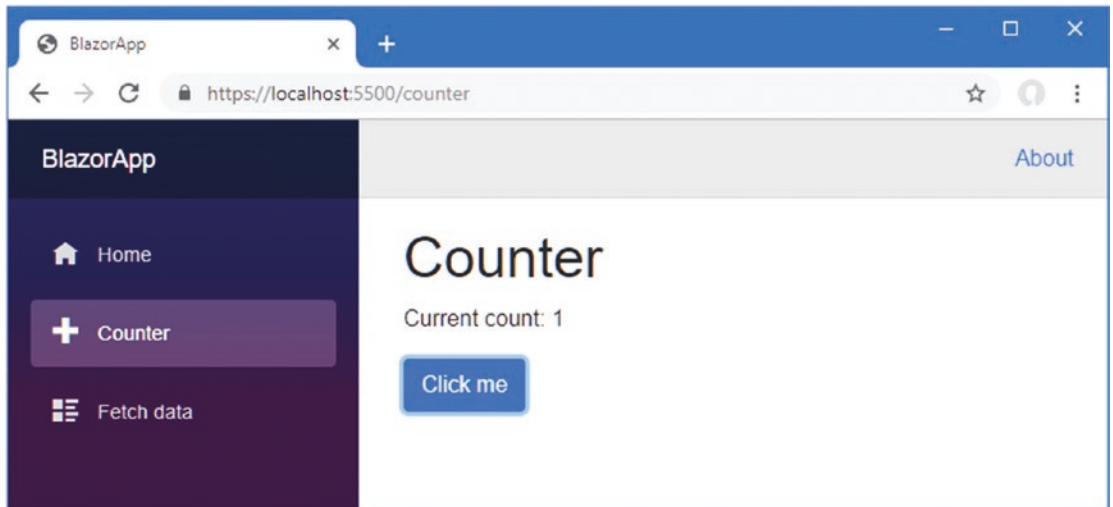 BlazorApp
https://localhost:5500/counter
BlazorApp
About
Home
Counter
Fetch data
Counter
Current count: 1
Click me